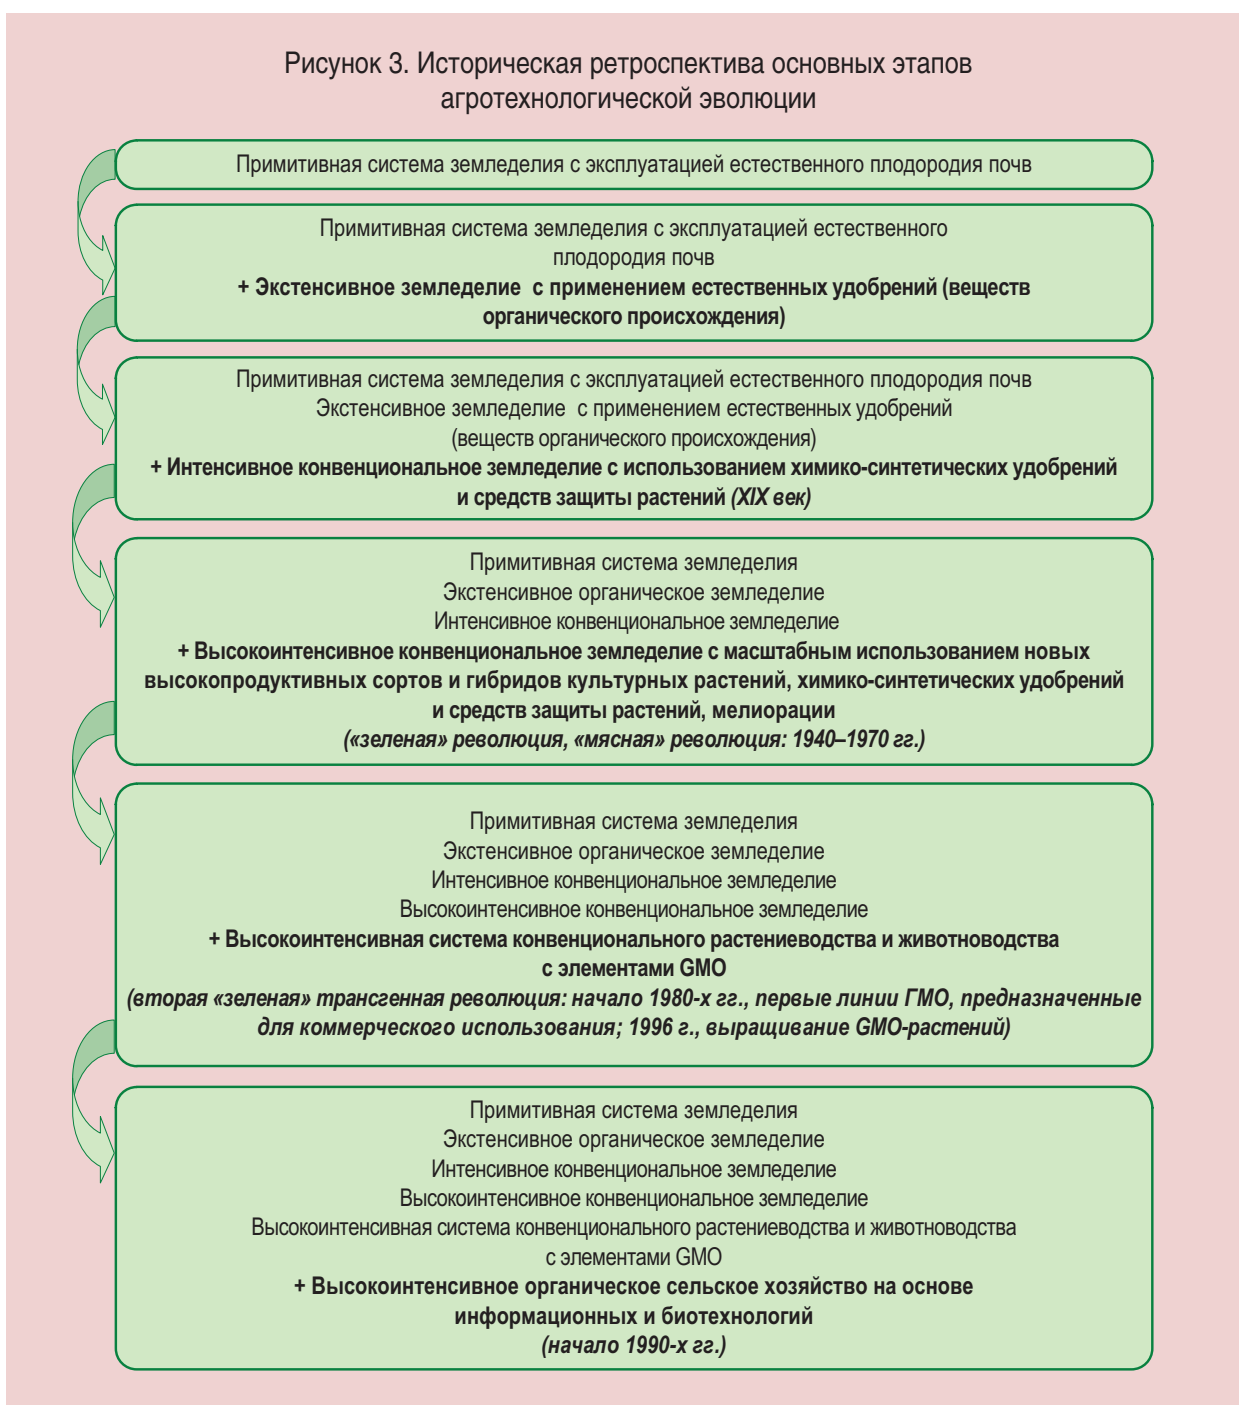 Рисунок 3. Историческая ретроспектива основных этапов
агротехнологической эволюции
Примитивная система земледелия с эксплуатацией естественного плодородия почв
Примитивная система земледелия с эксплуатацией естественного
плодородия почв
+ Экстенсивное земледелие с применением естественных удобрений (веществ
органического происхождения)
Примитивная система земледелия с эксплуатацией естественного плодородия почв
Экстенсивное земледелие с применением естественных удобрений
(веществ органического происхождения)
+ Интенсивное конвенциональное земледелие с использованием химико-синтетических удобрений
и средств защиты растений (XIX век)
Примитивная система земледелия
Экстенсивное органическое земледелие
Интенсивное конвенциональное земледелие
+ Высокоинтенсивное конвенциональное земледелие с масштабным использованием новых
высокопродуктивных сортов и гибридов культурных растений, химико-синтетических удобрений
и средств защиты растений, мелиорации
(«зеленая» революция, «мясная» революция: 1940–1970 гг.)
Примитивная система земледелия
Экстенсивное органическое земледелие
Интенсивное конвенциональное земледелие
Высокоинтенсивное конвенциональное земледелие
+ Высокоинтенсивная система конвенционального растениеводства и животноводства
с элементами GMO
(вторая «зеленая» трансгенная революция: начало 1980-х гг., первые линии ГМО, предназначенные
для коммерческого использования; 1996 г., выращивание GMO-растений)
Примитивная система земледелия
Экстенсивное органическое земледелие
Интенсивное конвенциональное земледелие
Высокоинтенсивное конвенциональное земледелие
Высокоинтенсивная система конвенционального растениеводства и животноводства
с элементами GMO
+ Высокоинтенсивное органическое сельское хозяйство на основе
информационных и биотехнологий
(начало 1990-х гг.)